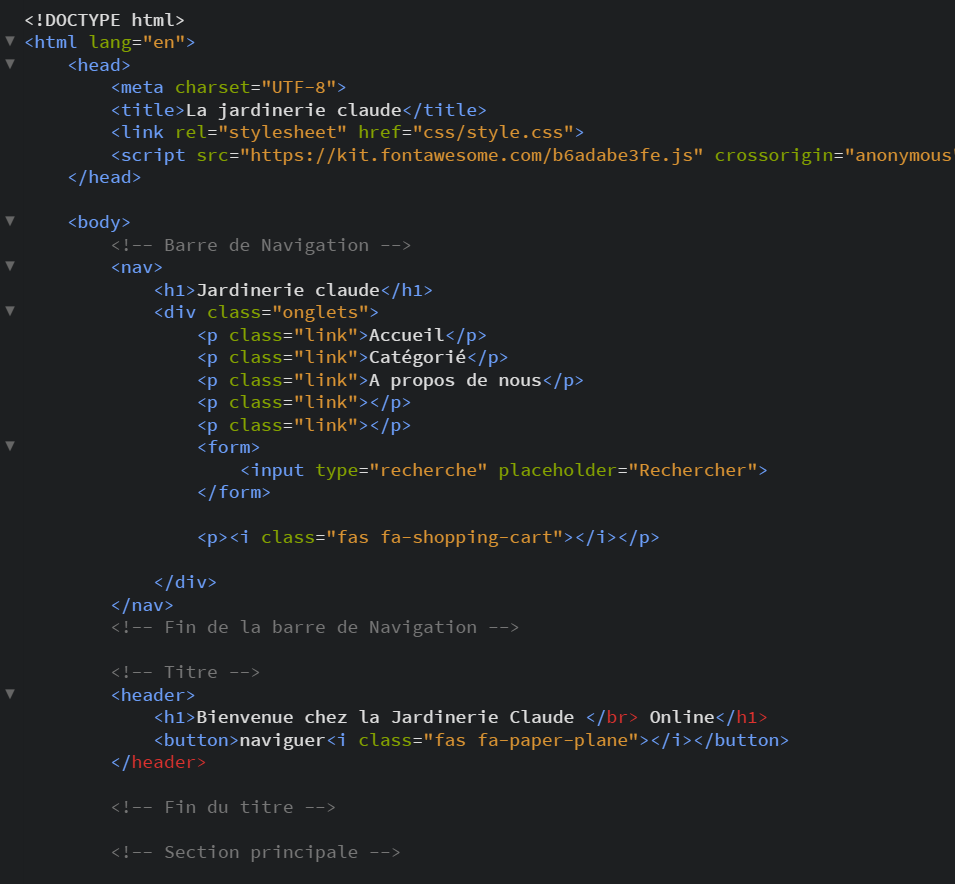 <!DOCTYPE html>
<html lang="en">
<head>
<meta charset="UTF-8">
<title>La jardinerie claude</title>
<link rel="stylesheet" href="css/style.css">
<script src="https://kit.fontawesome.com/b6adabe3fe.js" crossorigin="anonymous"
</head>
<body>
<!-- Barre de Navigation -->
<nav>
<h1>Jardinerie claude</h1>
<div class="onglets">
<p class="link">Accueil</p>
<p class="link">Catégorié</p>
<p class="link">A propos de nous</p>
<p class="link"></p>
<p class="link"></p>
<form>
<input type="recherche" placeholder="Rechercher">
</form>
<p><i class="fas fa-shopping-cart"></i></p>
</div>
</nav>
<!-- Fin de la barre de Navigation -->
<!-- Titre -->
<header>
<h1>Bienvenue chez la Jardinerie Claude </br> Online</h1>
<button>naviguer<i class="fas fa-paper-plane"></i></button>
</header>
<!-- Fin du titre -->
<!-- Section principale -->